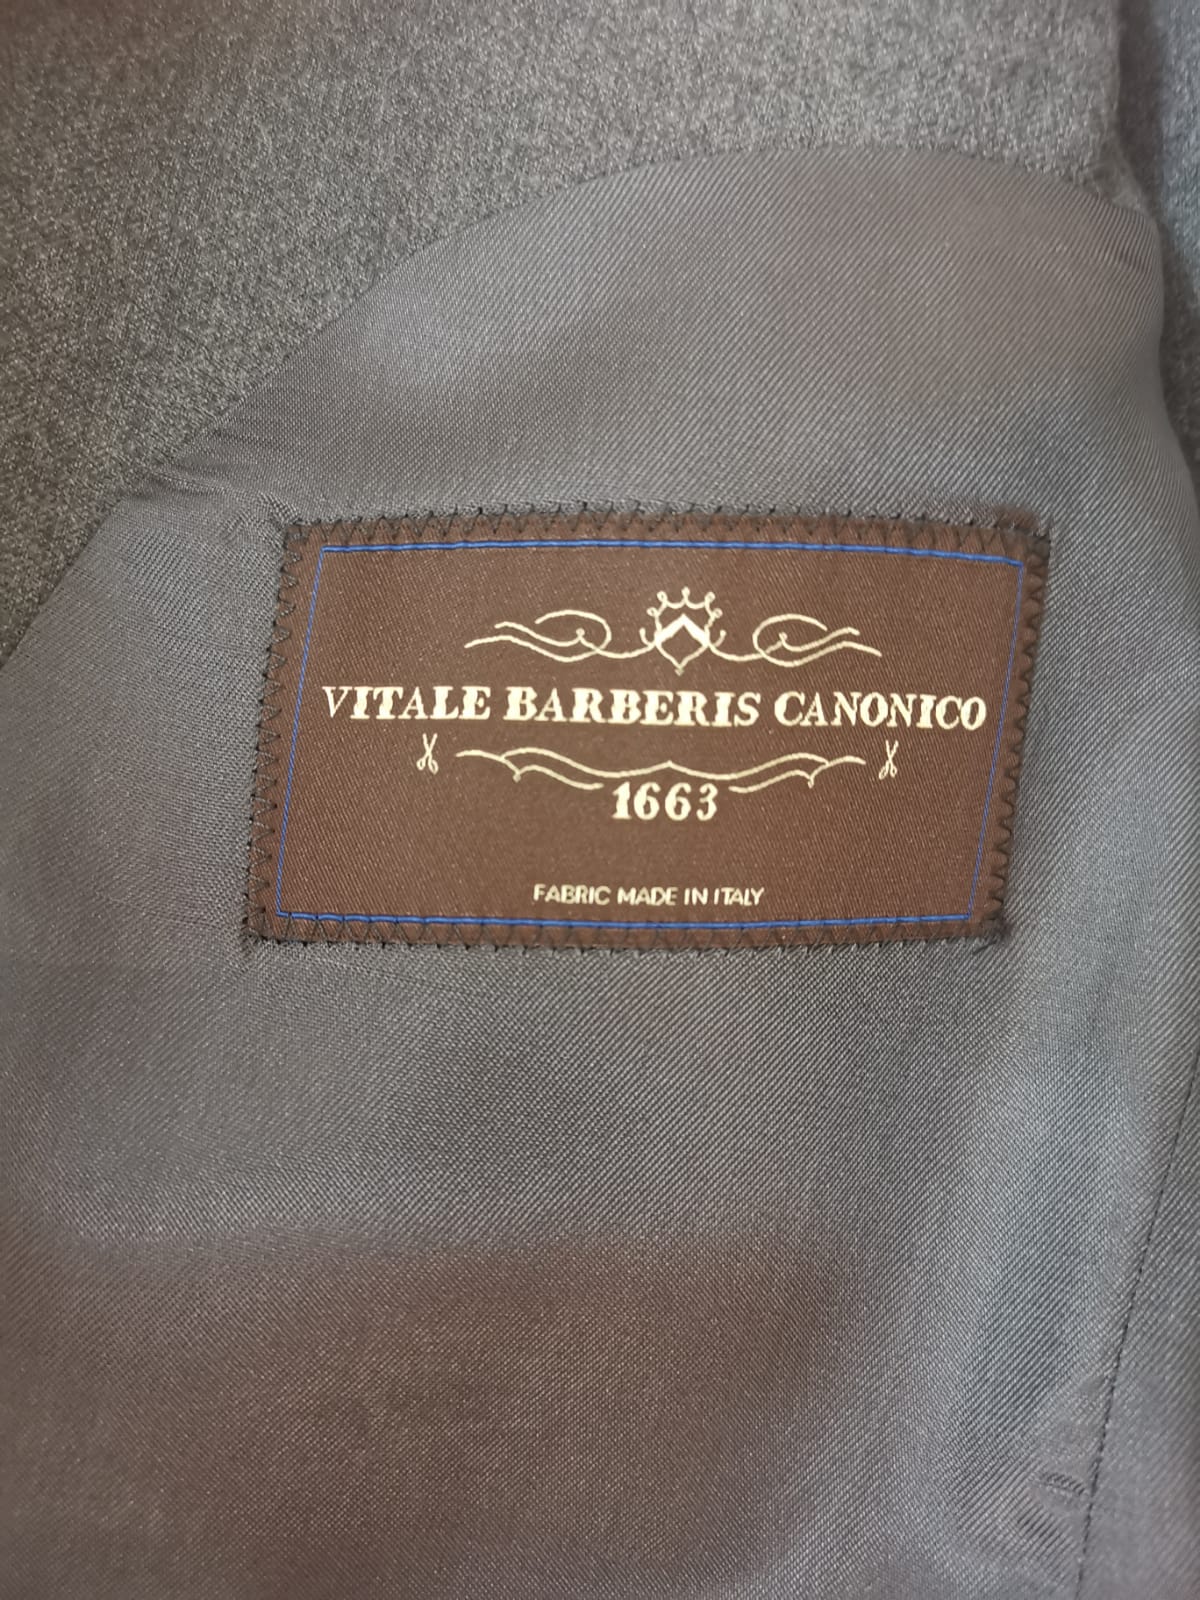 VITALE BARBERIS CANONICO
1663
FABRIC MADE IN ITALY